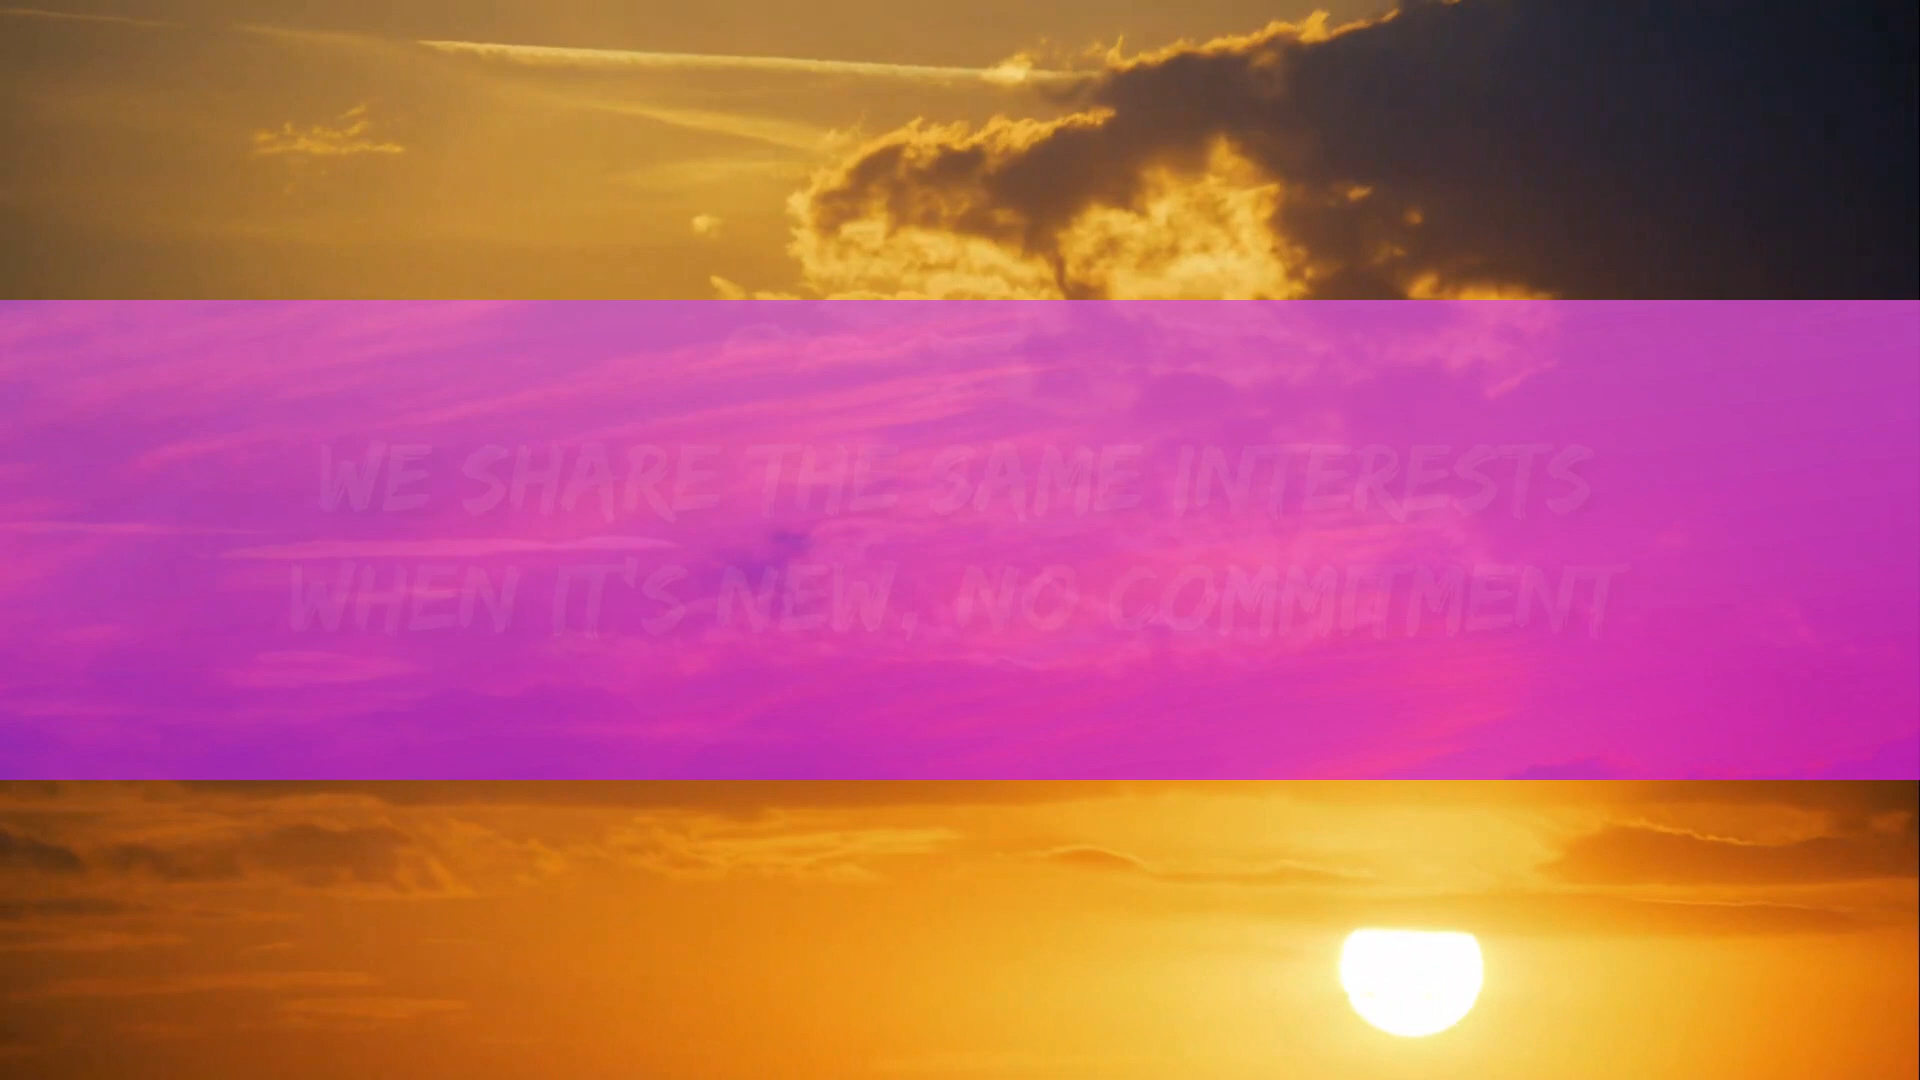 WE SHARE THE SAME INTERESTS
WHEN IT'S NEW, NO COMMITMENT